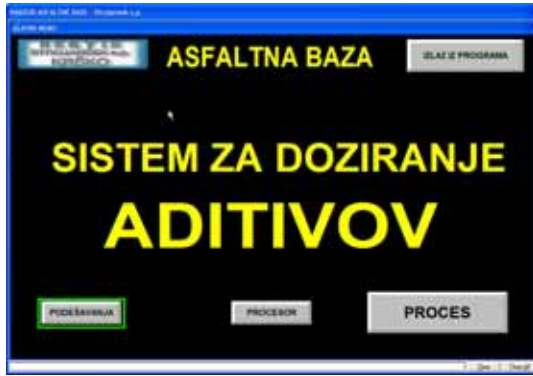 ASFALTNA BAZA
IZLAZ IZ PROGRAMA
SISTEM ZA DOZIRANJE
ADITIVOV
PODEŠAVANJA
PROCESOR
PROCES